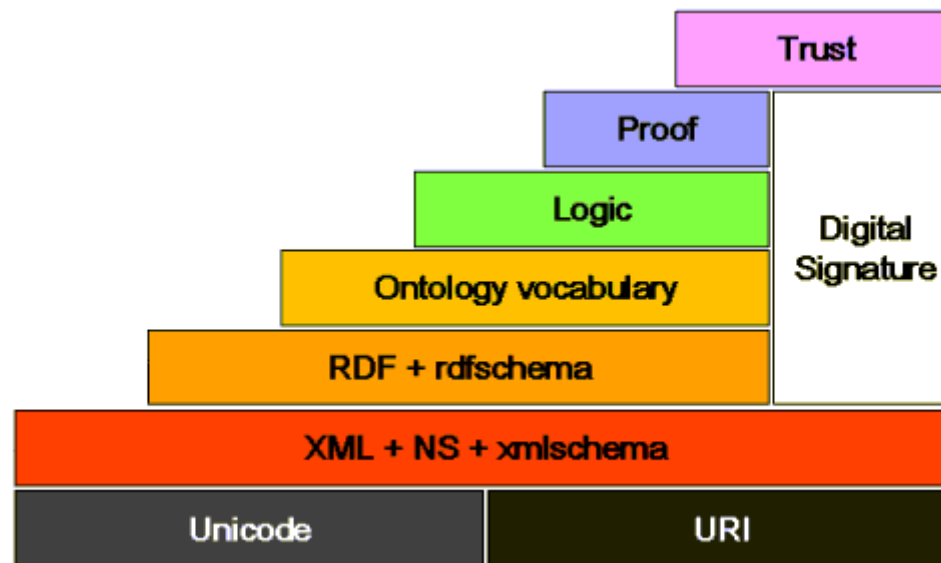 Trust
Proof
Logic
Digital
Signature
Ontology vocabulary
RDF + rdfschema
XML + NS + xmlschema
Unicode
URI